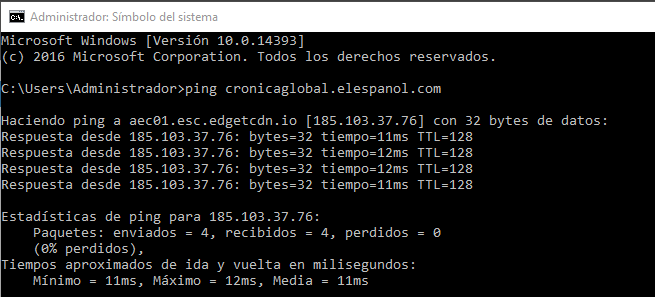 Administrador: Símbolo del sistema
Microsoft Windows [Versión 10.0.14393]
(c) 2016 Microsoft Corporation. Todos los derechos reservados.
C:\Users\Administrador>ping cronicaglobal.elespanol.com
Haciendo ping a aec01.esc.edgetcdn.io [185.103.37.76] con 32 bytes de datos:
Respuesta desde 185.103.37.76: bytes=32 tiempo=11ms TTL=128
Respuesta desde 185.103.37.76: bytes=32 tiempo=12ms TTL=128
Respuesta desde 185.103.37.76: bytes=32 tiempo=12ms TTL=128
Respuesta desde 185.103.37.76: bytes=32 tiempo=11ms TTL=128
Estadísticas de ping para 185.103.37.76:
Paquetes: enviados = 4, recibidos = 4, perdidos = 0
(0% perdidos),
Tiempos aproximados de ida y vuelta en milisegundos:
Mínimo = 11ms, Máximo = 12ms, Media = 11ms